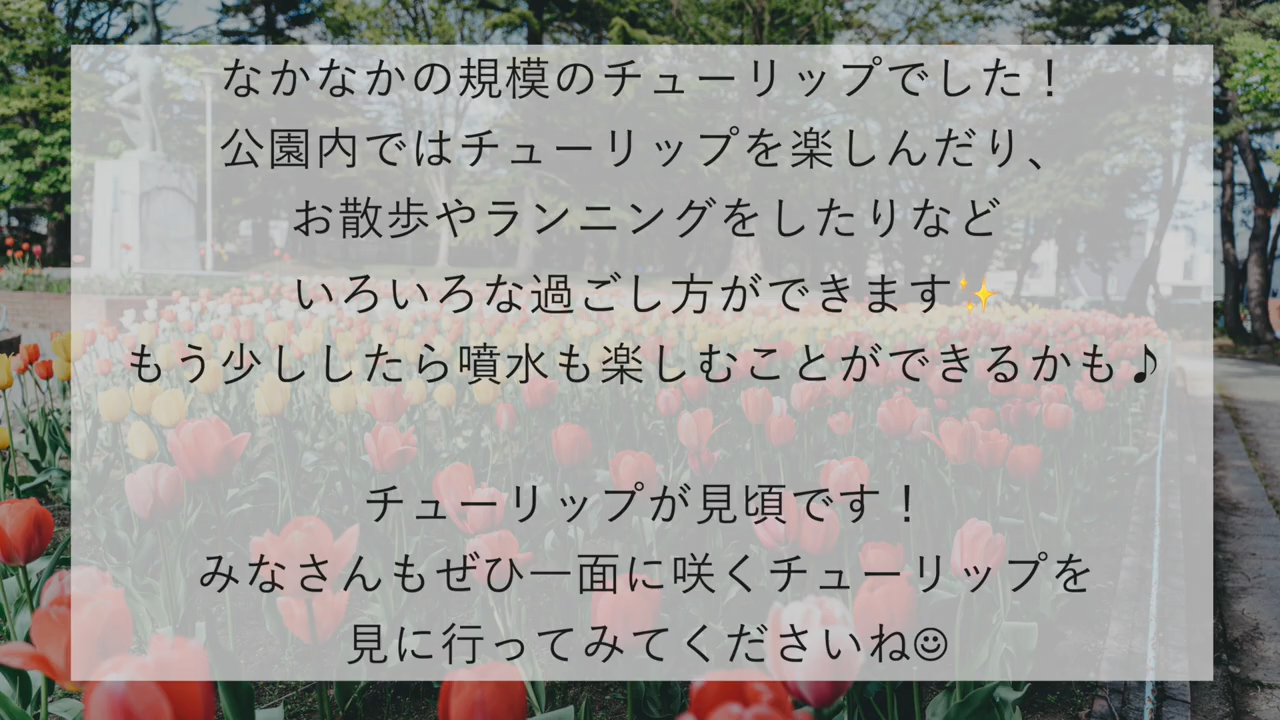 なかなかの規模のチューリップでした！
公園内ではチューリップを楽しんだり、
お散歩やランニングをしたりなど
いろいろな過ごし方ができます✨
もう少ししたら噴水も楽しむことができるかも♪
チューリップが見頃です！
みなさんもぜひ一面に咲くチューリップを
見に行ってみてくださいね☺